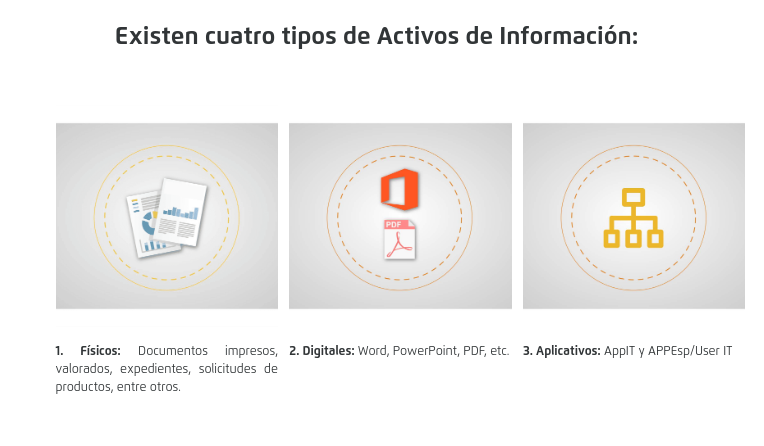 Existen cuatro tipos de Activos de Información:
PDF
1. Físicos: Documentos impresos,
valorados, expedientes, solicitudes de
productos, entre otros.
2. Digitales: Word, PowerPoint, PDF, etc.
3. Aplicativos: AppIT y APPEsp/User IT